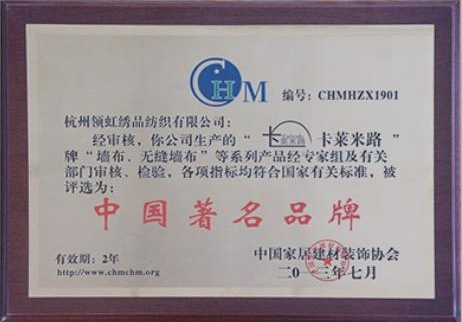 CHM
编号: CHMHZX1901
杭州领虹绣品纺织有限公司:
经审核, 你公司生产的“ 卡莱米路 卡莱米路 ”
牌“墙布、无缝墙布”等系列产品经专家组及有关
部门审核、检验, 各项指标均符合国家有关标准, 被
评选为:
中国著名品牌
有效期: 2年
中国家居建材装饰协会
http://www.chmchm.org
二0一三年七月